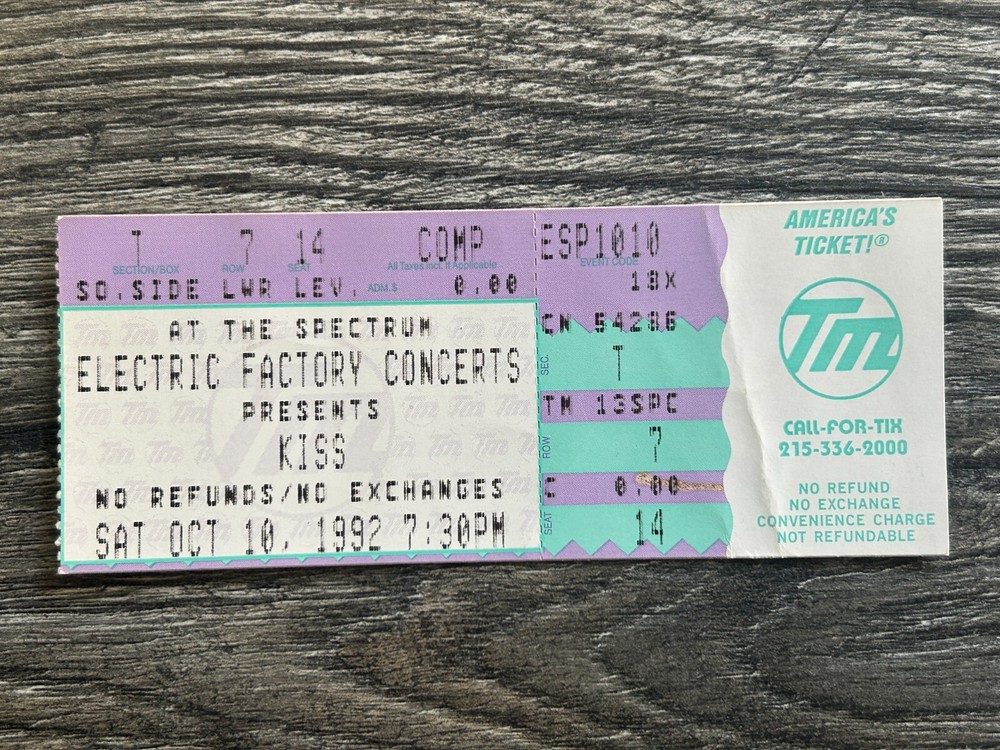 T 7 14 COMP
SECTION/BOX ROW SEAT All Taxes Incl. If Applicable
SO.SIDE LWR LEV. ADM.$ 0.00
AT THE SPECTRUM
ELECTRIC FACTORY CONCERTS
PRESENTS
KISS
NO REFUNDS/NO EXCHANGES
SAT OCT 10, 1992 7:30PM
ESP1010
EVENT CODE
18X
CN 54286
SEC. T
TM 13SPC
ROW 7
C 0.00
SEAT 14
AMERICA'S
TICKET!®
Tm
CALL-FOR-TIX
215-336-2000
NO REFUND
NO EXCHANGE
CONVENIENCE CHARGE
NOT REFUNDABLE